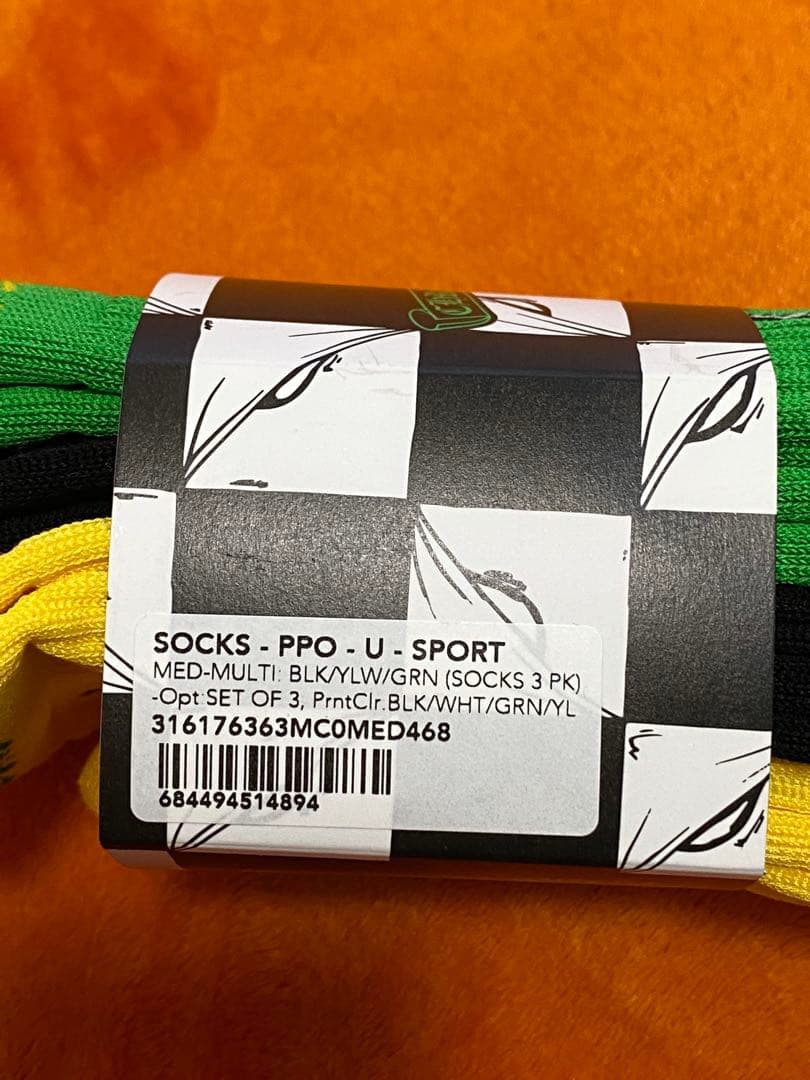 SOCKS - PPO - U - SPORT
MED-MULTI: BLK/YLW/GRN (SOCKS 3 PK)
-Opt:SET OF 3, PrntClr.BLK/WHT/GRN/YL
316176363MC0MED468
684494514894